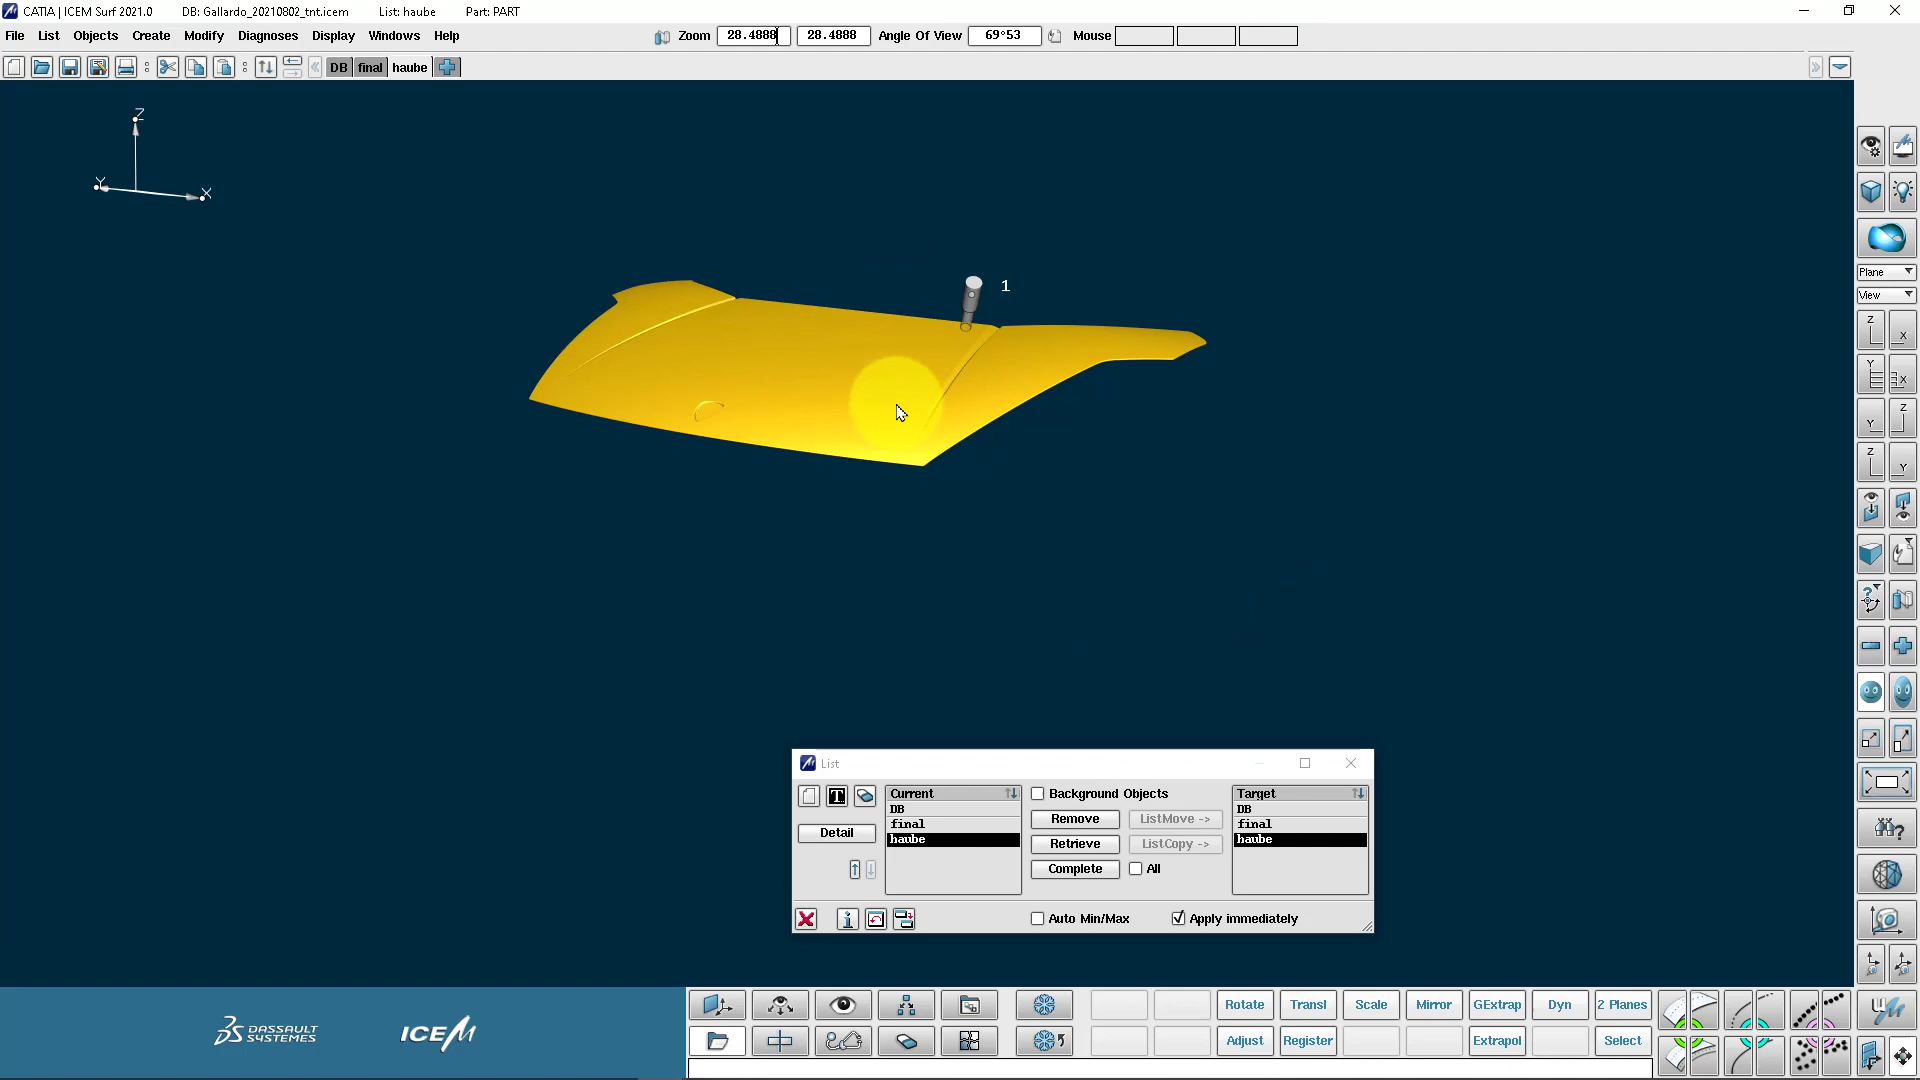 CATIA | ICEM Surf 2021.0 DB: Gallardo_20210802_tnt.icem List: haube Part: PART
File List Objects Create Modify Diagnoses Display Windows Help Zoom 28.4888 28.4888 Angle Of View 69°53 Mouse
DB final haube
Z
Y
X
1
Plane
View
Z
X
Y
X
Y
Z
Z
Y
List
Current
DB
final
haube
Detail
Background Objects
Remove ListMove ->
Retrieve ListCopy ->
Complete All
Target
DB
final
haube
Auto Min/Max Apply immediately
DASSAULT SYSTEMES
ICEM
Rotate Transl Scale Mirror GExtrap Dyn 2 Planes
Adjust Register Extrapol Select